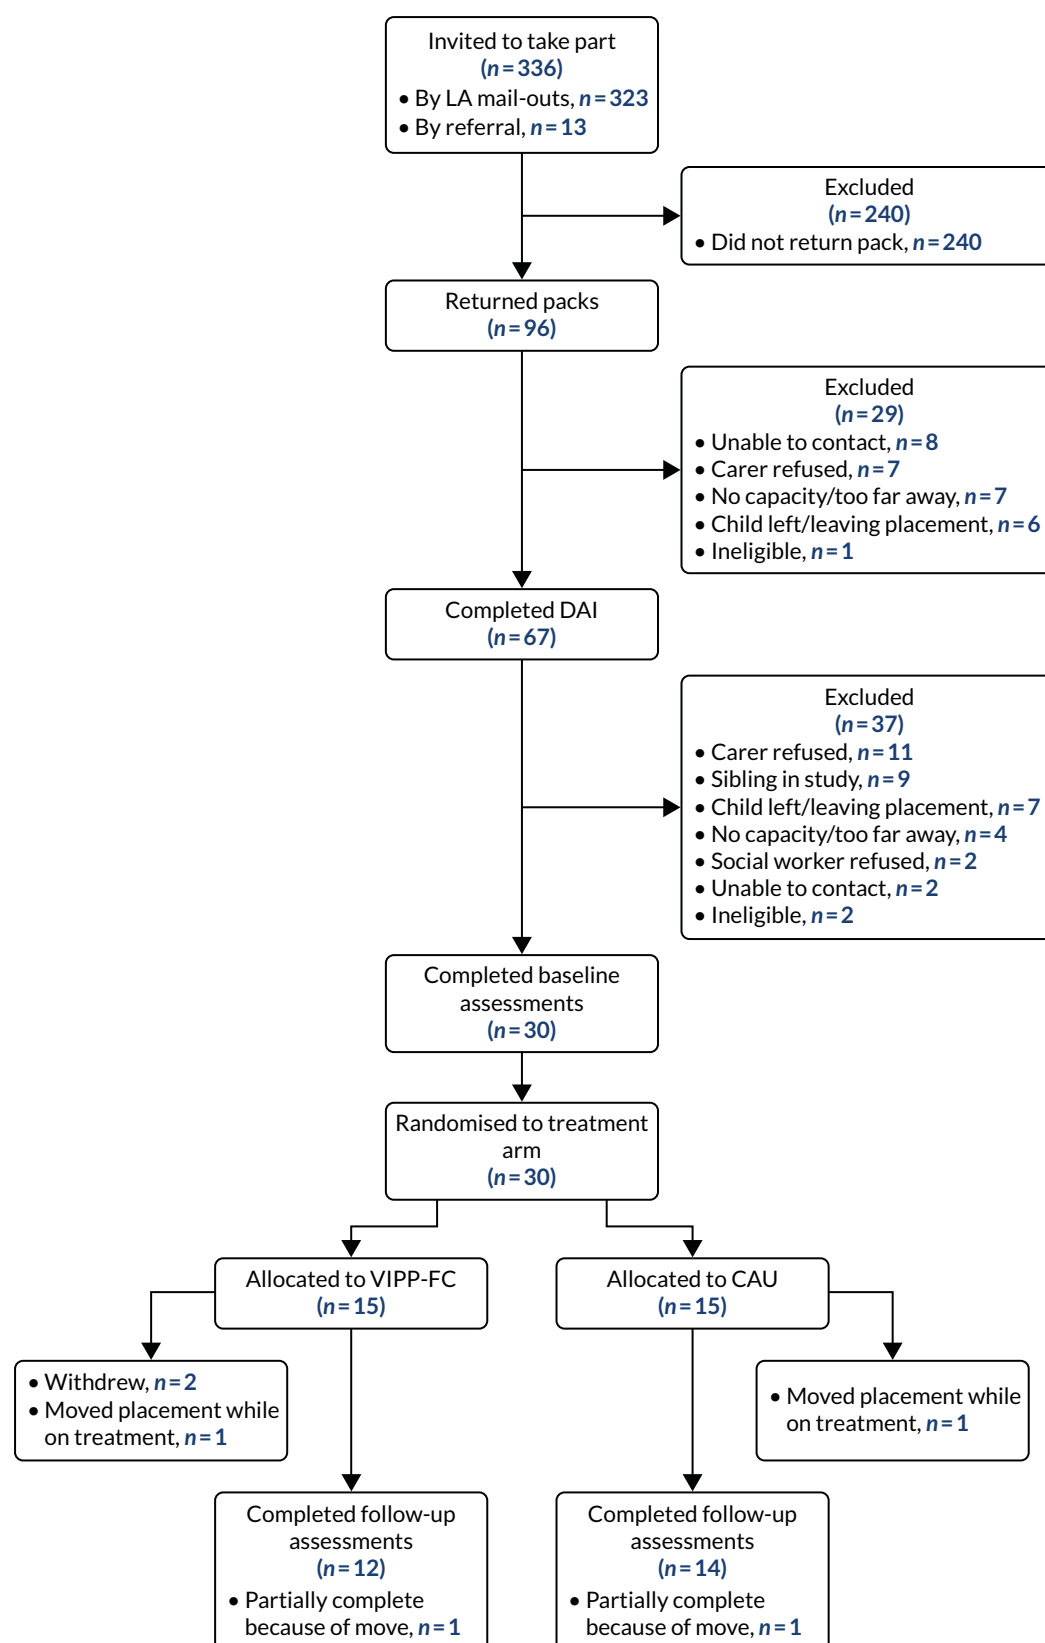 Invited to take part
(n=336)
• By LA mail-outs, n=323
• By referral, n=13
Excluded
(n=240)
• Did not return pack, n=240
Returned packs
(n=96)
Excluded
(n=29)
• Unable to contact, n=8
• Carer refused, n=7
• No capacity/too far away, n=7
• Child left/leaving placement, n=6
• Ineligible, n=1
Completed DAI
(n=67)
Excluded
(n=37)
• Carer refused, n=11
• Sibling in study, n=9
• Child left/leaving placement, n=7
• No capacity/too far away, n=4
• Social worker refused, n=2
• Unable to contact, n=2
• Ineligible, n=2
Completed baseline
assessments
(n=30)
Randomised to treatment
arm
(n=30)
Allocated to VIPP-FC
(n=15)
Allocated to CAU
(n=15)
• Withdrew, n=2
• Moved placement while
on treatment, n=1
• Moved placement while
on treatment, n=1
Completed follow-up
assessments
(n=12)
• Partially complete
because of move, n=1
Completed follow-up
assessments
(n=14)
• Partially complete
because of move, n=1